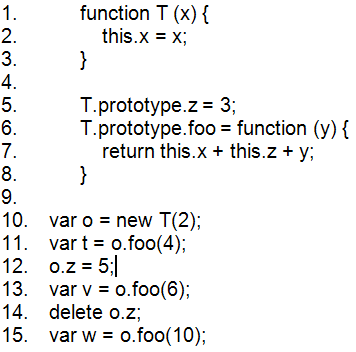 1. function T (x) {
2. this.x = x;
3. }
4.
5. T.prototype.z = 3;
6. T.prototype.foo = function (y) {
7. return this.x + this.z + y;
8. }
9.
10. var o = new T(2);
11. var t = o.foo(4);
12. o.z = 5;
13. var v = o.foo(6);
14. delete o.z;
15. var w = o.foo(10);